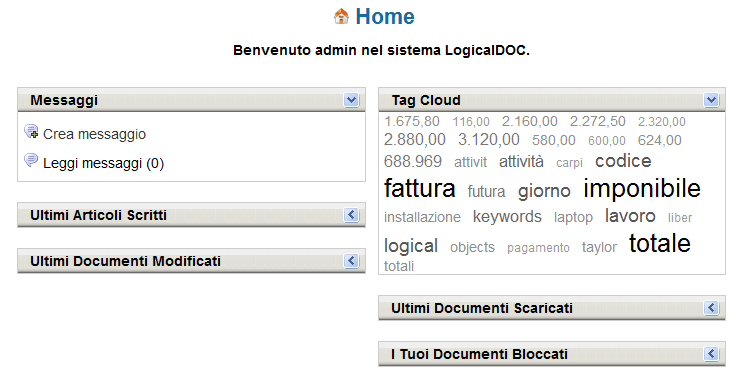 Home
Benvenuto admin nel sistema LogicalDOC.
Messaggi
Crea messaggio
Leggi messaggi (0)
Ultimi Articoli Scritti
Ultimi Documenti Modificati
Tag Cloud
1.675,80 116,00 2.160,00 2.272,50 2.320,00
2.880,00 3.120,00 580,00 600,00 624,00
688.969 attivit attività carpi codice
fattura futura giorno imponibile
installazione keywords laptop lavoro liber
logical objects pagamento taylor totale
totali
Ultimi Documenti Scaricati
I Tuoi Documenti Bloccati